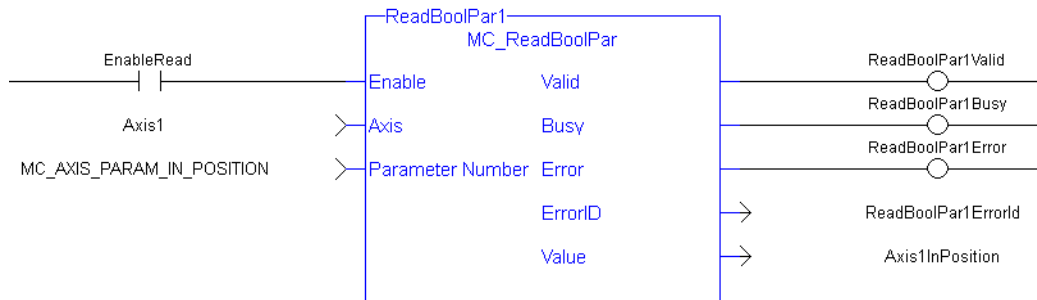 ReadBoolPar1
MC_ReadBoolPar
EnableRead
Enable
Valid
ReadBoolPar1Valid
Axis1
Axis
Busy
ReadBoolPar1Busy
MC_AXIS_PARAM_IN_POSITION
Parameter Number
Error
ReadBoolPar1Error
ErrorID
ReadBoolPar1ErrorId
Value
Axis1InPosition